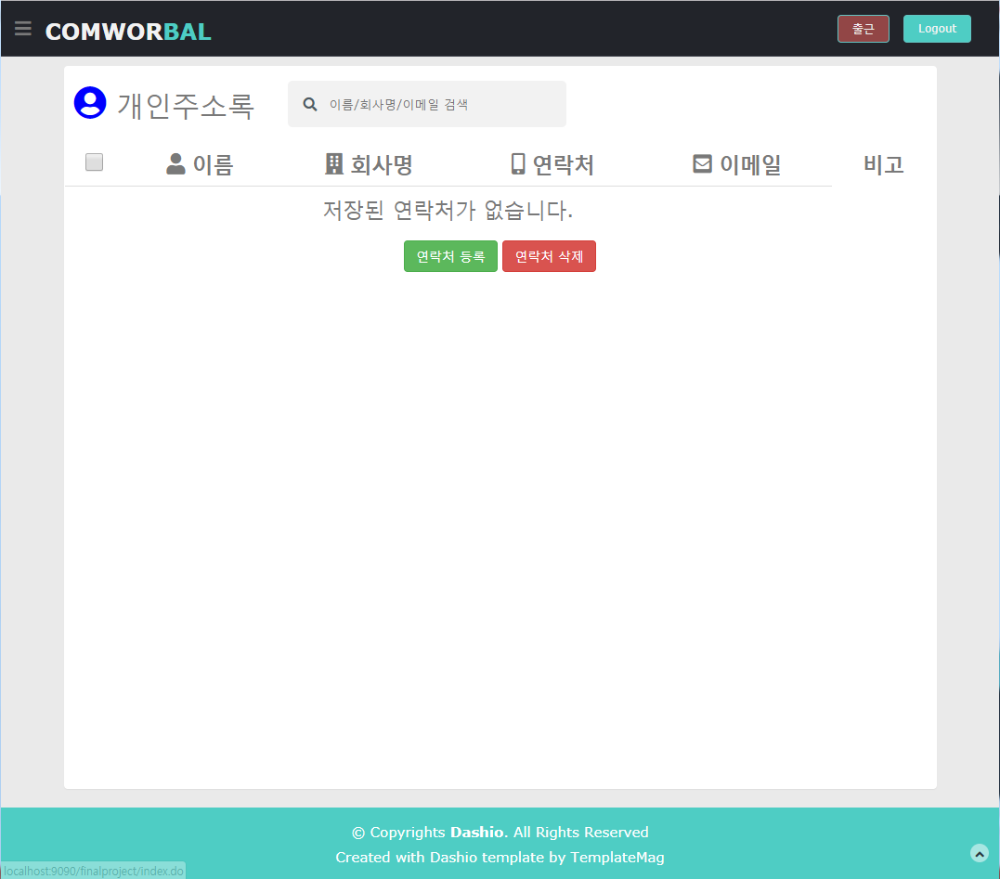 COMWORBAL
출근
Logout
개인주소록
이름/회사명/이메일 검색
이름 회사명 연락처 이메일 비고
저장된 연락처가 없습니다.
연락처 등록 연락처 삭제
© Copyrights Dashio. All Rights Reserved
Created with Dashio template by TemplateMag
localhost:9090/finalproject/index.do